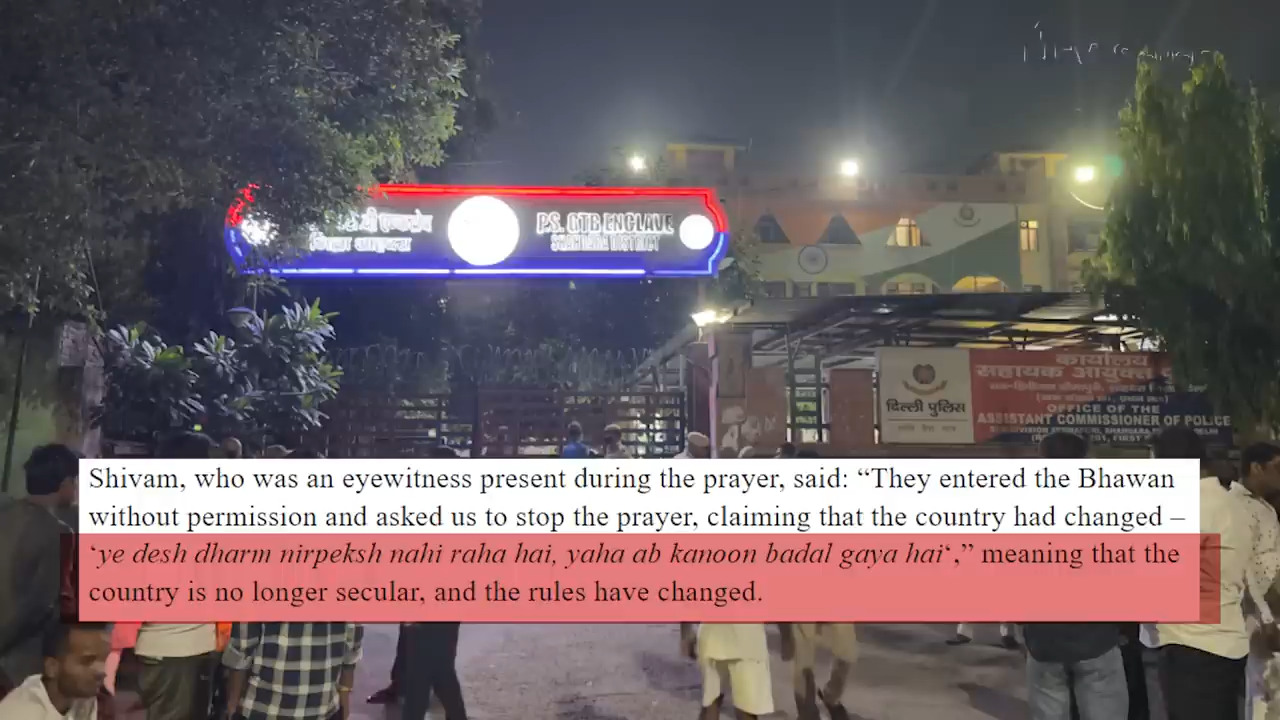 P.S. GTB ENCLAVE
SHAHDARA DISTRICT
कार्यालय
सहायक आयुक्त
दिल्ली पुलिस
OFFICE OF THE
ASSISTANT COMMISSIONER OF POLICE
Shivam, who was an eyewitness present during the prayer, said: “They entered the Bhawan
without permission and asked us to stop the prayer, claiming that the country had changed –
‘ye desh dharm nirpeksh nahi raha hai, yaha ab kanoon badal gaya hai‘,” meaning that the
country is no longer secular, and the rules have changed.